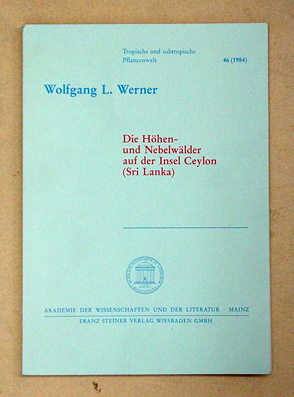 Tropische und subtropische
Pflanzenwelt 46 (1984)
Wolfgang L. Werner
Die Höhen-
und Nebelwälder
auf der Insel Ceylon
(Sri Lanka)
AKADEMIE DER WISSENSCHAFTEN UND DER LITERATUR · MAINZ
FRANZ STEINER VERLAG WIESBADEN GMBH